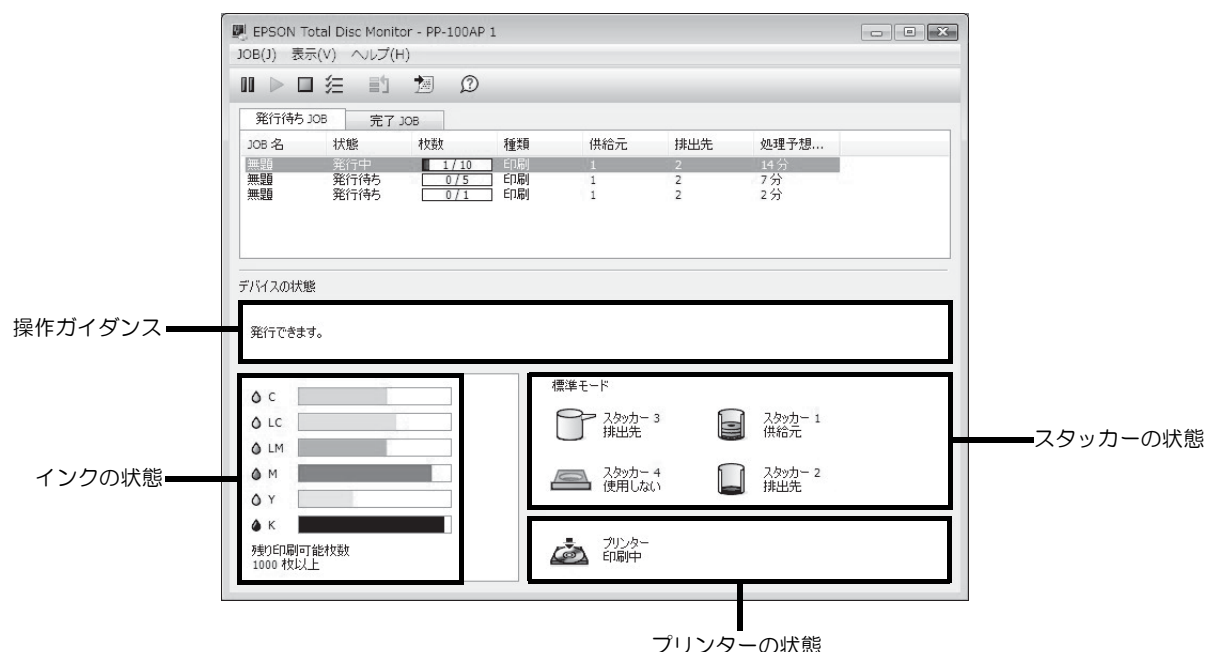 EPSON Total Disc Monitor - PP-100AP 1
JOB(J) 表示(V) ヘルプ(H)
発行待ち JOB 完了 JOB
JOB 名 状態 枚数 種類 供給元 排出先 処理予想...
無題 発行中 1 / 10 印刷 1 2 14 分
無題 発行待ち 0 / 5 印刷 1 2 7 分
無題 発行待ち 0 / 1 印刷 1 2 2 分
デバイスの状態
操作ガイダンス
発行できます。
C
LC
LM
M
Y
K
残り印刷可能枚数
1000 枚以上
インクの状態
標準モード
スタッカー 3
排出先
スタッカー 1
供給元
スタッカー 4
使用しない
スタッカー 2
排出先
スタッカーの状態
プリンター
印刷中
プリンターの状態